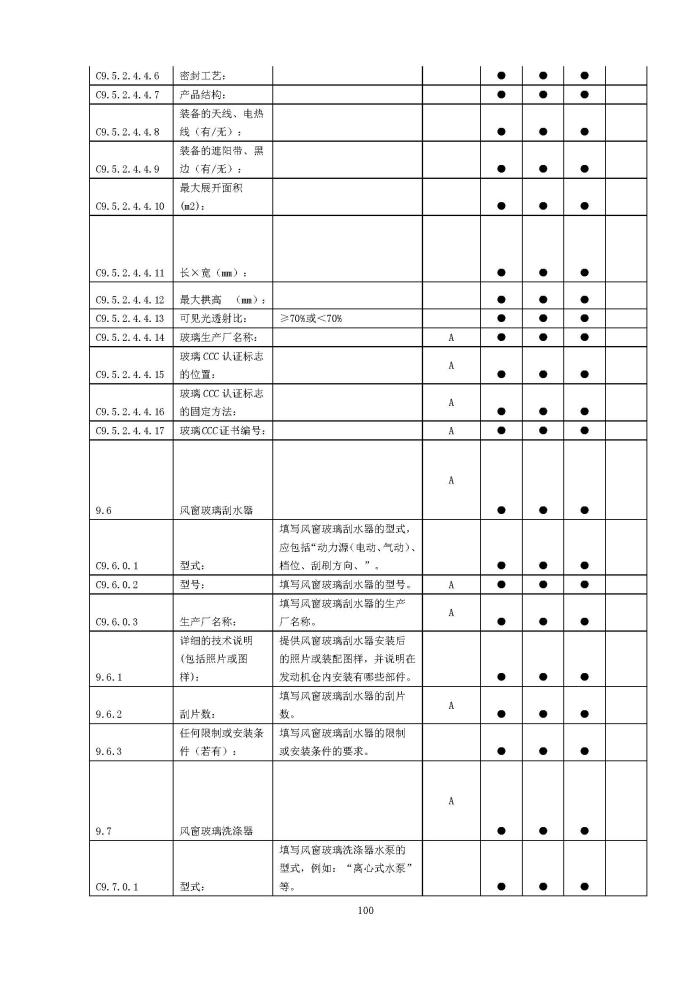 C9.5.2.4.4.6 密封工艺: ● ● ●
C9.5.2.4.4.7 产品结构: ● ● ●
装备的天线、电热
C9.5.2.4.4.8 线（有/无）: ● ● ●
装备的遮阳带、黑
C9.5.2.4.4.9 边（有/无）: ● ● ●
最大展开面积
C9.5.2.4.4.10 (m2): ● ● ●
C9.5.2.4.4.11 长×宽（mm）: ● ● ●
C9.5.2.4.4.12 最大拱高 （mm）: ● ● ●
C9.5.2.4.4.13 可见光透射比: ≥70%或＜70% ● ● ●
C9.5.2.4.4.14 玻璃生产厂名称: A ● ● ●
玻璃 CCC 认证标志
A
C9.5.2.4.4.15 的位置: ● ● ●
玻璃 CCC 认证标志
A
C9.5.2.4.4.16 的固定方法: ● ● ●
C9.5.2.4.4.17 玻璃CCC证书编号: A ● ● ●
A
9.6 风窗玻璃刮水器 ● ● ●
填写风窗玻璃刮水器的型式，
应包括“动力源（电动、气动）、
C9.6.0.1 型式: 档位、刮刷方向、”。 ● ● ●
C9.6.0.2 型号: 填写风窗玻璃刮水器的型号。 A ● ● ●
填写风窗玻璃刮水器的生产
A
C9.6.0.3 生产厂名称: 厂名称。 ● ● ●
详细的技术说明 提供风窗玻璃刮水器安装后
(包括照片或图 的照片或装配图样，并说明在
9.6.1 样): 发动机仓内安装有哪些部件。 ● ● ●
填写风窗玻璃刮水器的刮片
A
9.6.2 刮片数: 数。 ● ● ●
任何限制或安装条 填写风窗玻璃刮水器的限制
9.6.3 件（若有）: 或安装条件的要求。 ● ● ●
A
9.7 风窗玻璃洗涤器 ● ● ●
填写风窗玻璃洗涤器水泵的
型式，例如：“离心式水泵”
C9.7.0.1 型式: 等。 ● ● ●
100